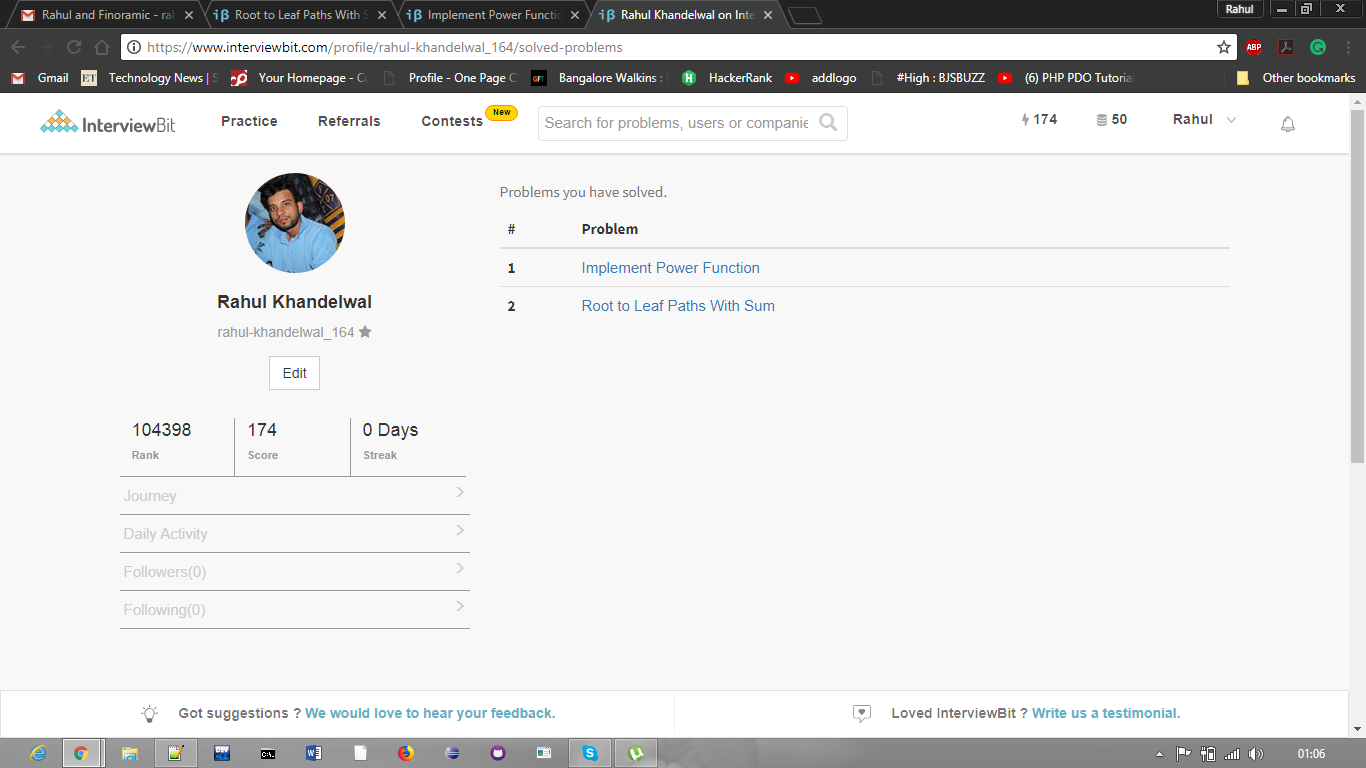 Rahul and Finoramic - ra
Root to Leaf Paths With S
Implement Power Functio
Rahul Khandelwal on Inte
Rahul
https://www.interviewbit.com/profile/rahul-khandelwal_164/solved-problems
ABP
Gmail
ET Technology News | S
Your Homepage - Co
Profile - One Page C
GFT Bangalore Walkins :
HackerRank
addlogo
#High : BJSBUZZ
(6) PHP PDO Tutoria
Other bookmarks
InterviewBit
Practice
Referrals
Contests
New
Search for problems, users or companie
174
50
Rahul
Problems you have solved.
# Problem
1 Implement Power Function
2 Root to Leaf Paths With Sum
Rahul Khandelwal
rahul-khandelwal_164
Edit
104398 174 0 Days
Rank Score Streak
Journey
Daily Activity
Followers(0)
Following(0)
Got suggestions ? We would love to hear your feedback.
Loved InterviewBit ? Write us a testimonial.
01:06